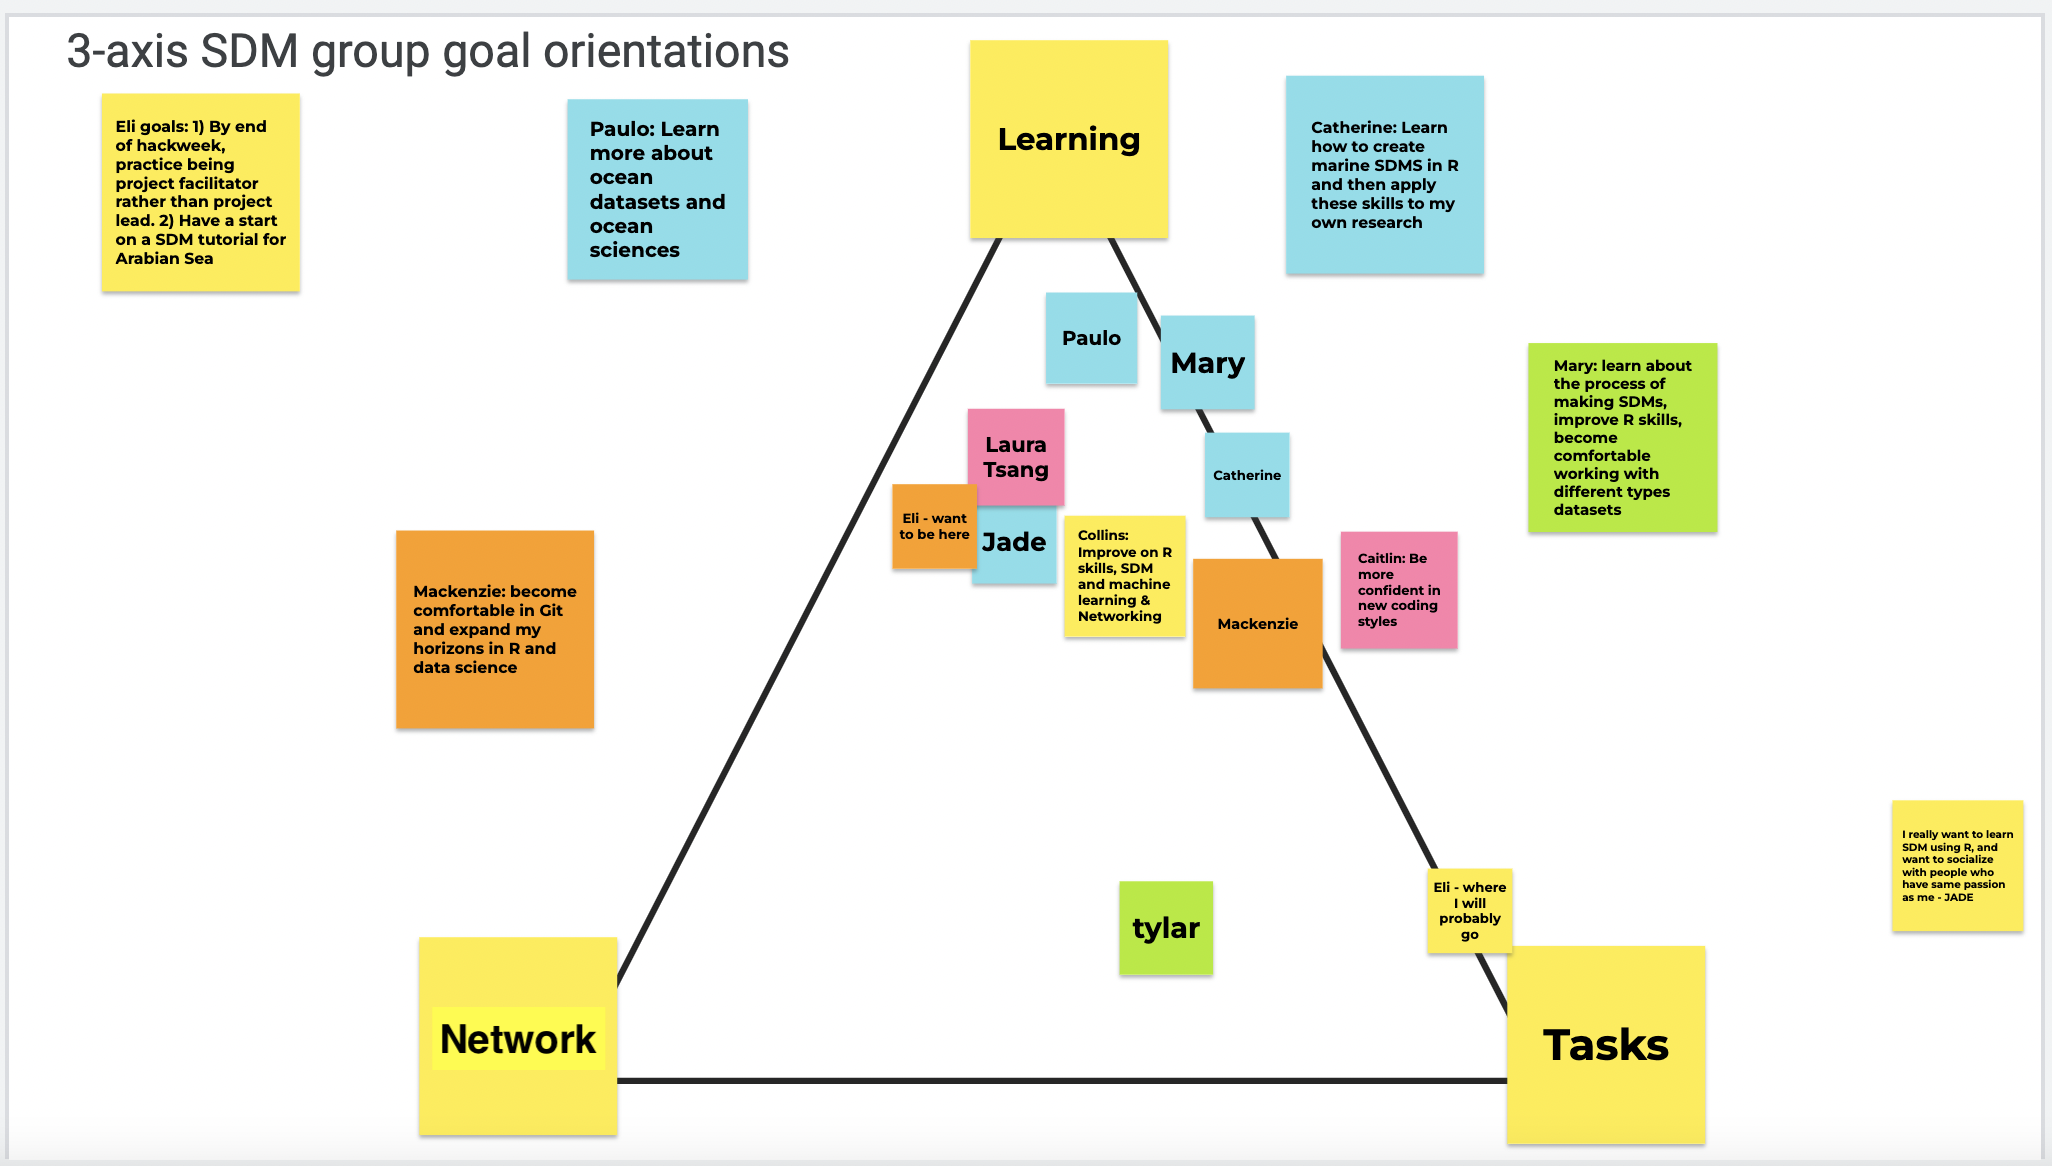 3-axis SDM group goal orientations
Eli goals: 1) By end
of hackweek,
practice being
project facilitator
rather than project
lead. 2) Have a start
on a SDM tutorial for
Arabian Sea
Paulo: Learn
more about
ocean
datasets and
ocean
sciences
Learning
Catherine: Learn
how to create
marine SDMS in R
and then apply
these skills to my
own research
Paulo
Mary
Mary: learn about
the process of
making SDMs,
improve R skills,
become
comfortable
working with
different types
datasets
Laura
Tsang
Catherine
Eli - want
to be here
Jade
Collins:
Improve on R
skills, SDM
and machine
learning &
Networking
Mackenzie
Caitlin: Be
more
confident in
new coding
styles
Mackenzie: become
comfortable in Git
and expand my
horizons in R and
data science
I really want to learn
SDM using R, and
want to socialize
with people who
have same passion
as me - JADE
tylar
Eli - where
I will
probably
go
Network
Tasks